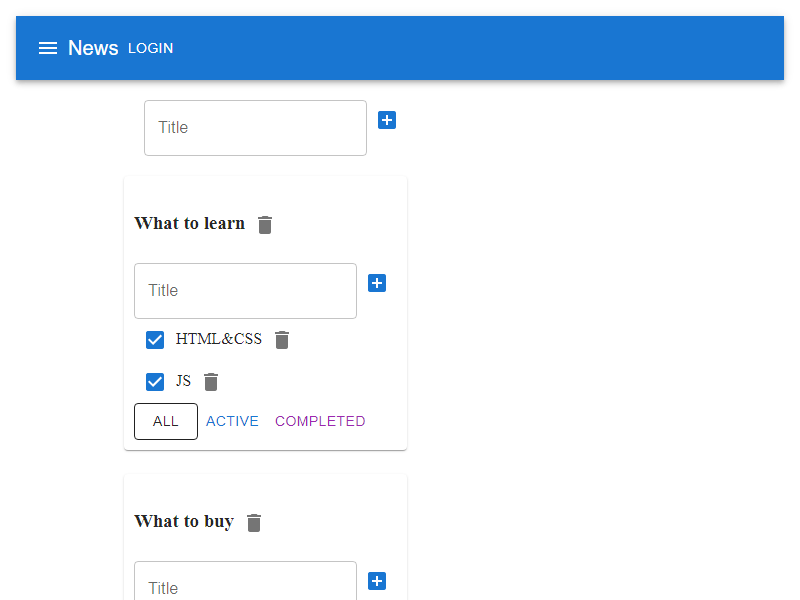 News LOGIN
Title
What to learn
Title
HTML&CSS
JS
ALL ACTIVE COMPLETED
What to buy
Title